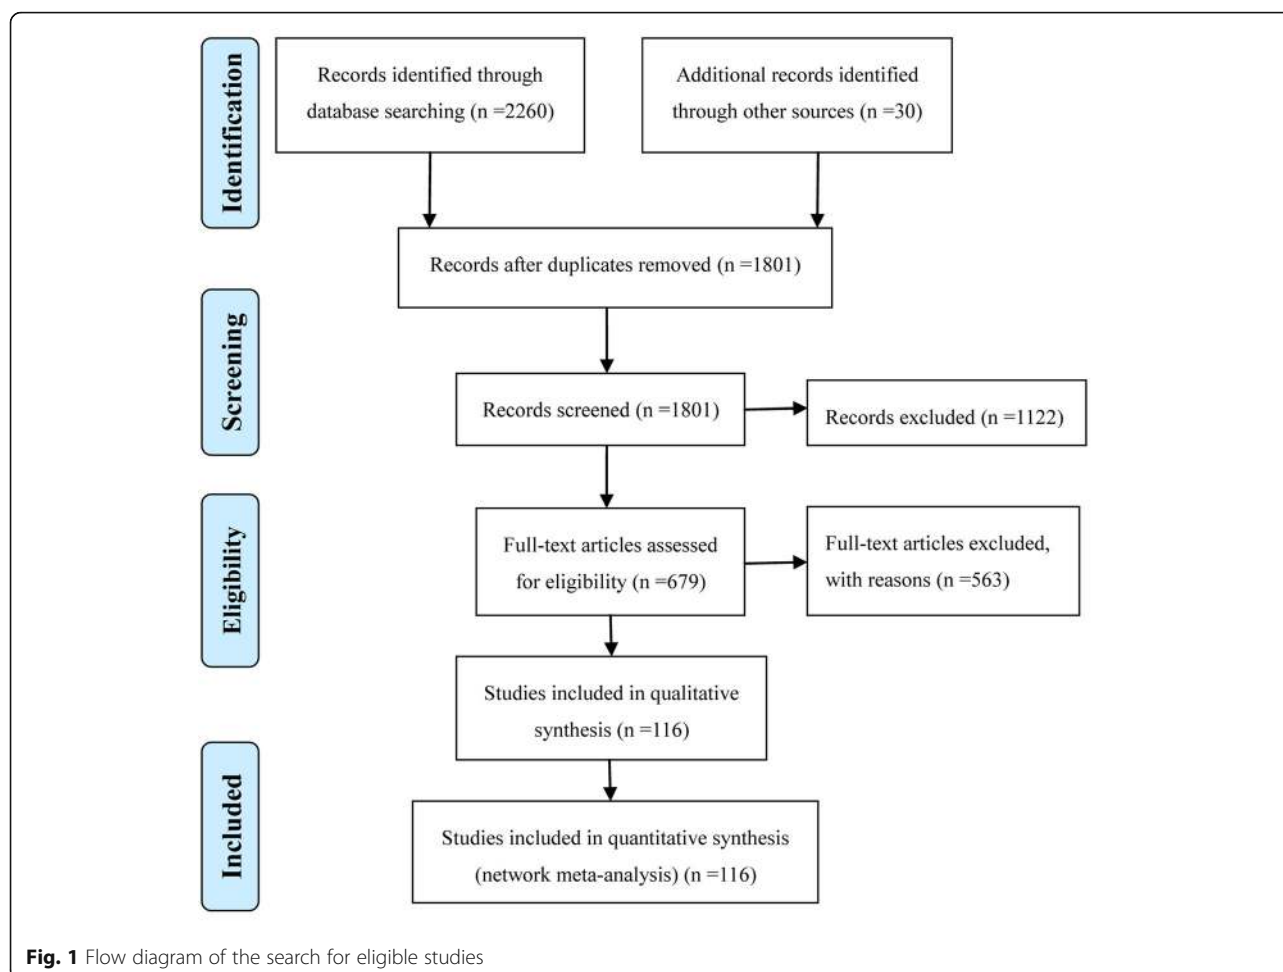 Identification
Records identified through
database searching (n =2260)
Additional records identified
through other sources (n =30)
Records after duplicates removed (n =1801)
Screening
Records screened (n =1801)
Records excluded (n =1122)
Eligibility
Full-text articles assessed
for eligibility (n =679)
Full-text articles excluded,
with reasons (n =563)
Studies included in qualitative
synthesis (n =116)
Included
Studies included in quantitative synthesis
(network meta-analysis) (n =116)
Fig. 1 Flow diagram of the search for eligible studies